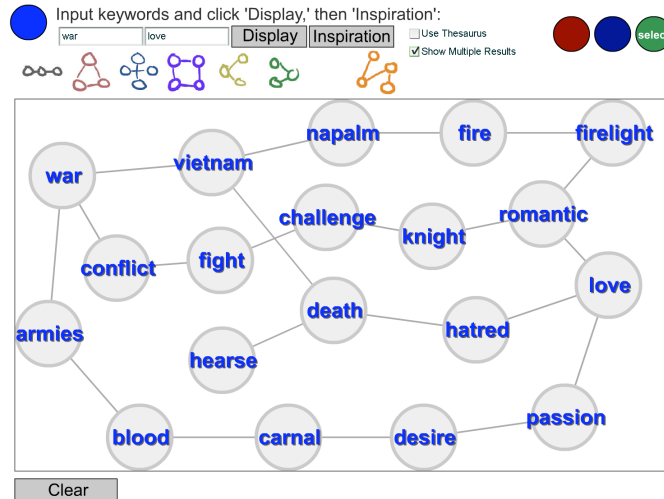 Input keywords and click 'Display,' then 'Inspiration':
war love Display Inspiration Use Thesaurus
Show Multiple Results
selec
napalm fire firelight
vietnam
war
challenge romantic
knight
fight
conflict
love
death
armies hatred
hearse
passion
blood carnal desire
Clear